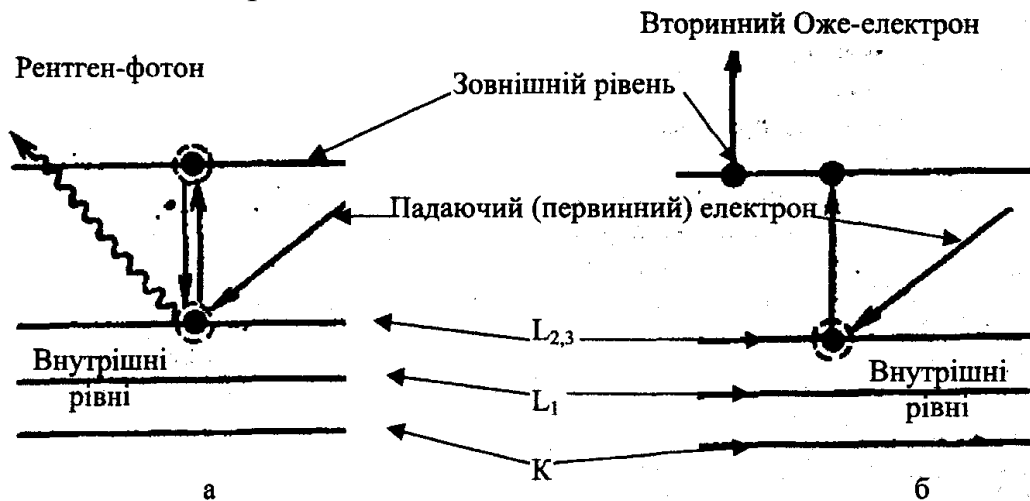 Вторинний Оже-електрон
Рентген-фотон
Зовнішній рівень
Падаючий (первинний) електрон
L2,3
Внутрішні
рівні
L1
Внутрішні
рівні
К
а
б